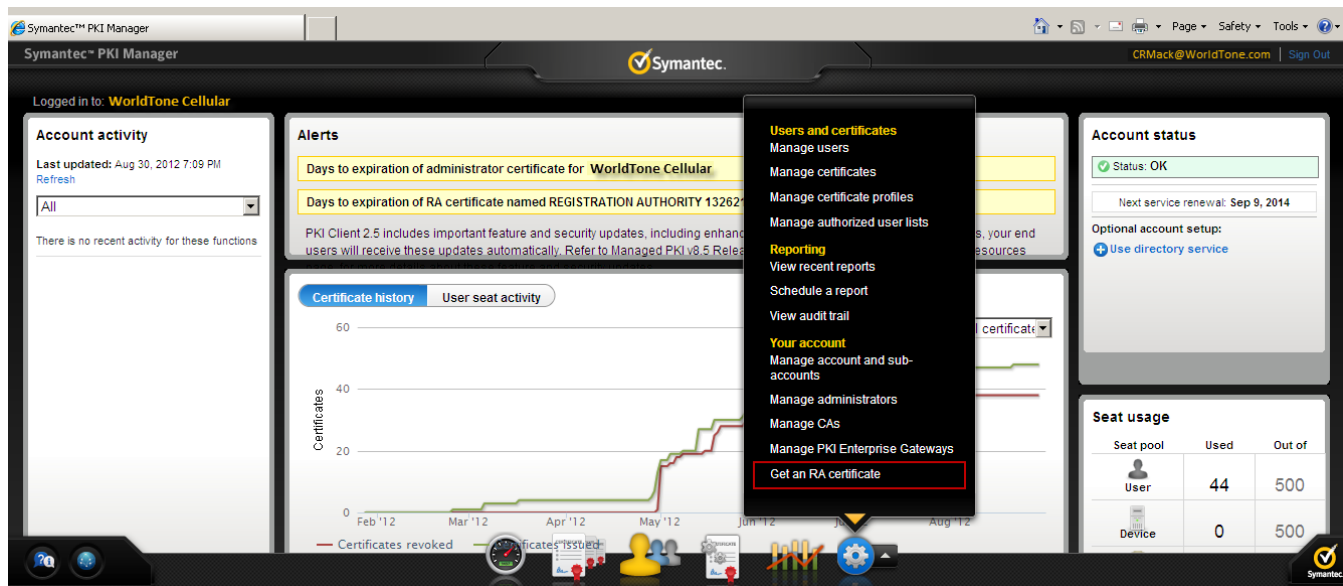 Symantec™ PKI Manager
Page
Safety
Tools
Symantec™ PKI Manager
Symantec.
CRMack@WorldTone.com | Sign Out
Logged in to: WorldTone Cellular
Account activity
Last updated: Aug 30, 2012 7:09 PM
Refresh
All
There is no recent activity for these functions
Alerts
Days to expiration of administrator certificate for WorldTone Cellular
Days to expiration of RA certificate named REGISTRATION AUTHORITY 13262
PKI Client 2.5 includes important feature and security updates, including
s, your end
users will receive these updates automatically. Refer to Managed PKI v8.5
esources
Certificate history
User seat activity
l certificate
60
40
20
0
Certificates
Feb '12
Mar '12
Apr '12
May '12
Jun '12
Aug '12
Certificates revoked
Certificates issued
Users and certificates
Manage users
Manage certificates
Manage certificate profiles
Manage authorized user lists
Reporting
View recent reports
Schedule a report
View audit trail
Your account
Manage account and sub-
accounts
Manage administrators
Manage CAs
Manage PKI Enterprise Gateways
Get an RA certificate
Account status
Status: OK
Next service renewal: Sep 9, 2014
Optional account
setup:
Use directory service
Seat usage
Seat pool
Used
Out of
User
44
500
Device
0
500
Symantec